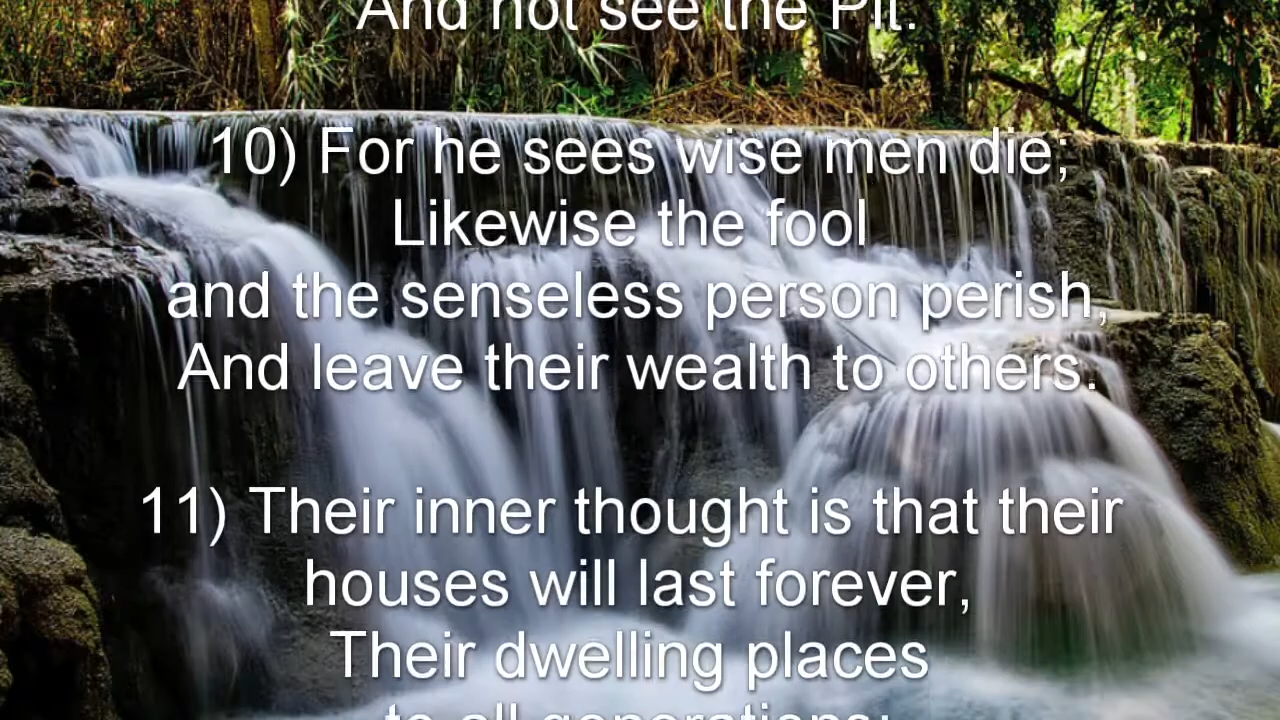 And not see the Pit.
10) For he sees wise men die;
Likewise the fool
and the senseless person perish,
And leave their wealth to others.
11) Their inner thought is that their
houses will last forever,
Their dwelling places
to all generations;